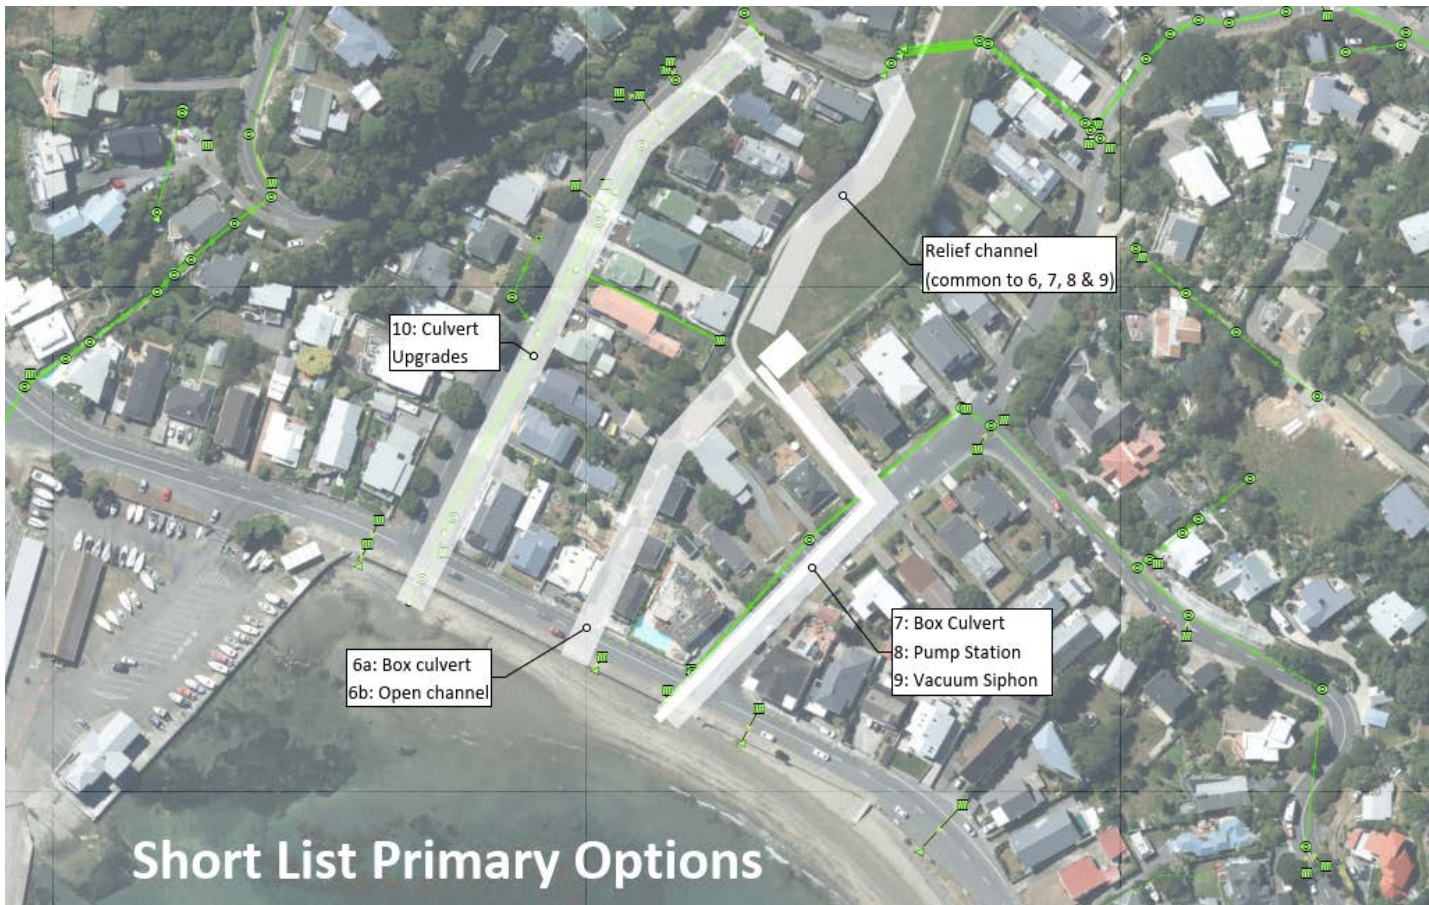 Relief channel
(common to 6, 7, 8 & 9)
10: Culvert
Upgrades
7: Box Culvert
8: Pump Station
9: Vacuum Siphon
6a: Box culvert
6b: Open channel
Short List Primary Options